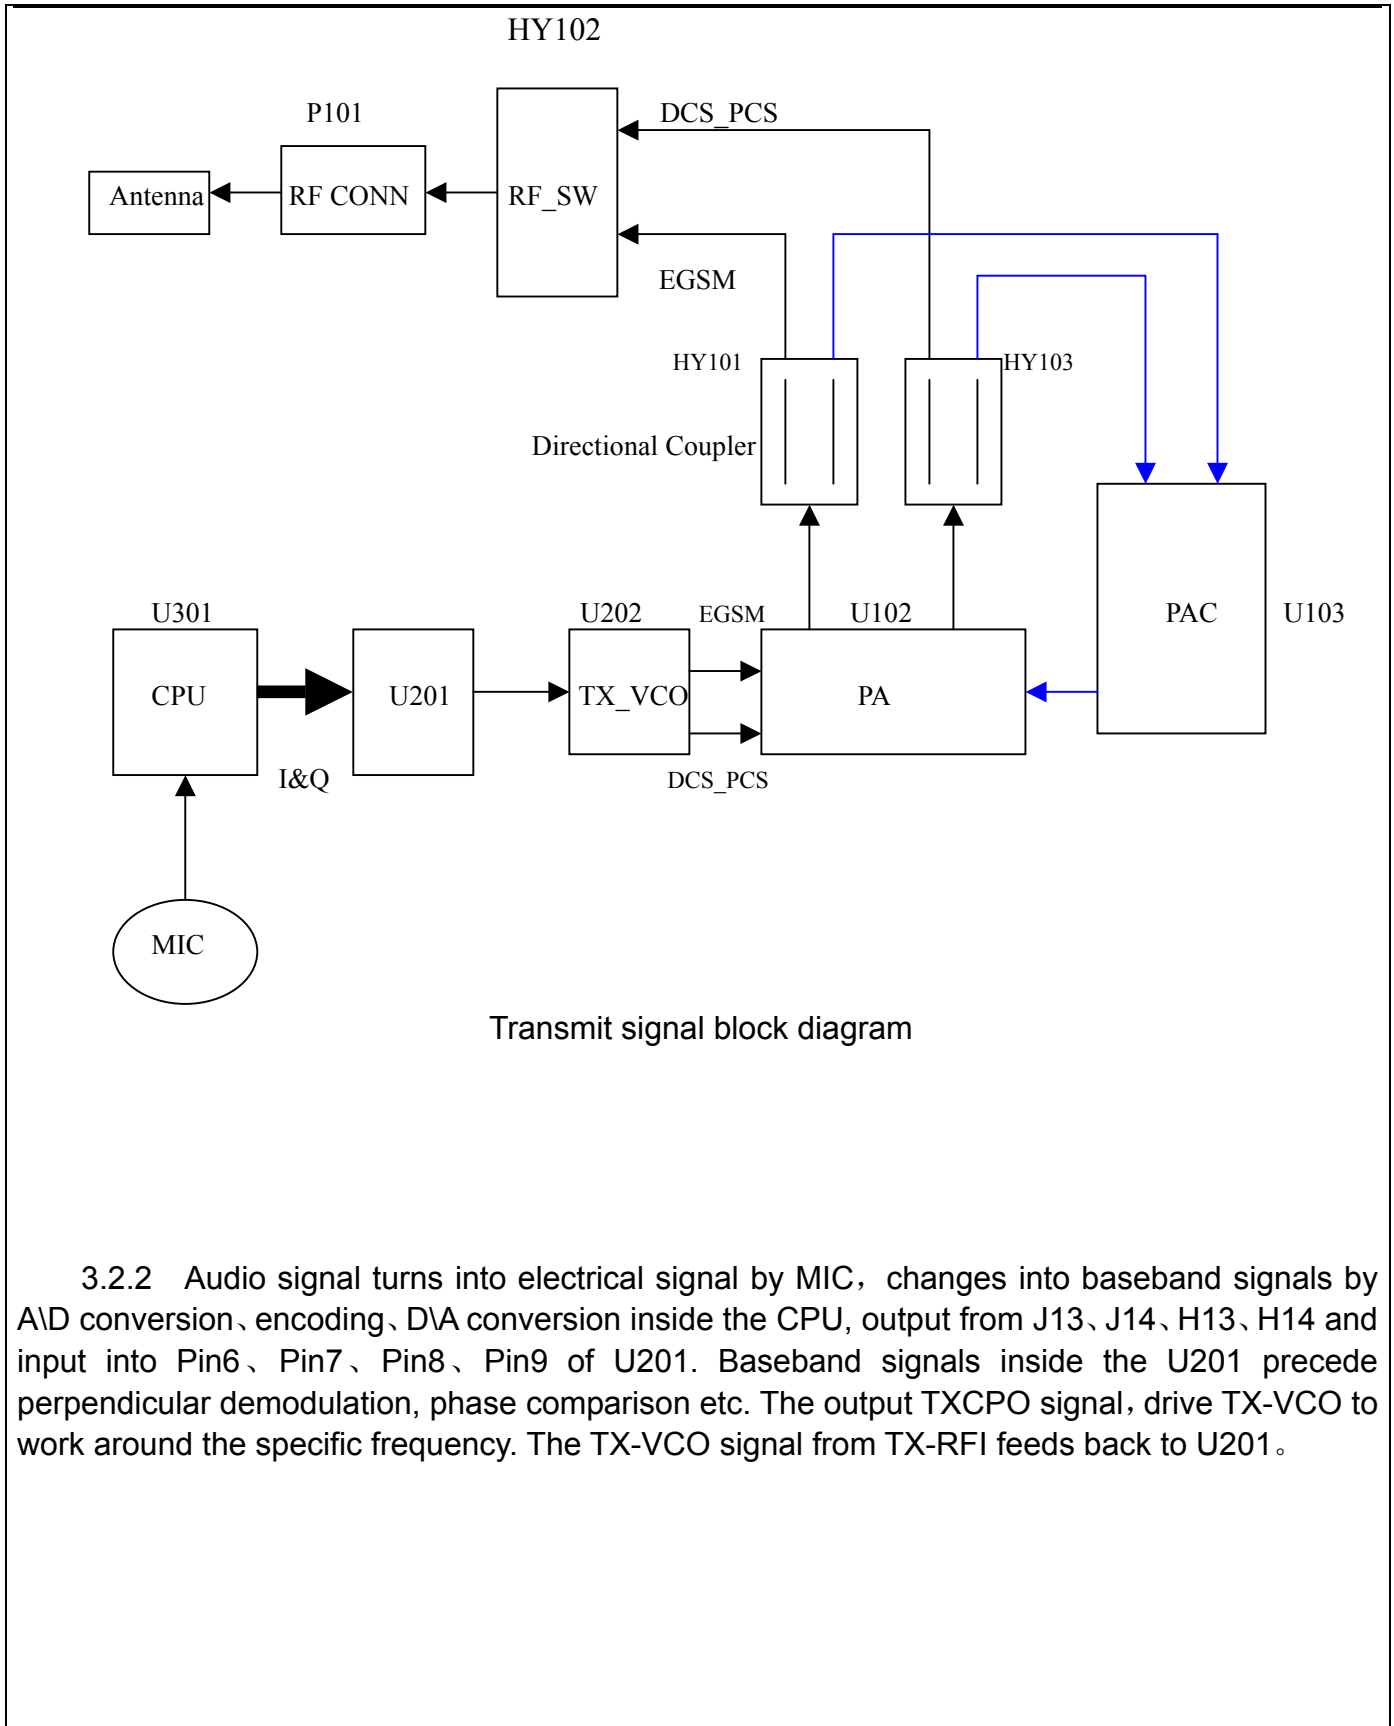 HY102
P101
DCS_PCS
Antenna
RF CONN
RF_SW
EGSM
HY101
HY103
Directional Coupler
U301
U202
EGSM
U102
PAC
U103
CPU
U201
TX_VCO
PA
I&Q
DCS_PCS
MIC
Transmit signal block diagram
3.2.2 Audio signal turns into electrical signal by MIC，changes into baseband signals by
A\D conversion、encoding、D\A conversion inside the CPU, output from J13、J14、H13、H14 and
input into Pin6、Pin7、Pin8、Pin9 of U201. Baseband signals inside the U201 precede
perpendicular demodulation, phase comparison etc. The output TXCPO signal，drive TX-VCO to
work around the specific frequency. The TX-VCO signal from TX-RFI feeds back to U201。